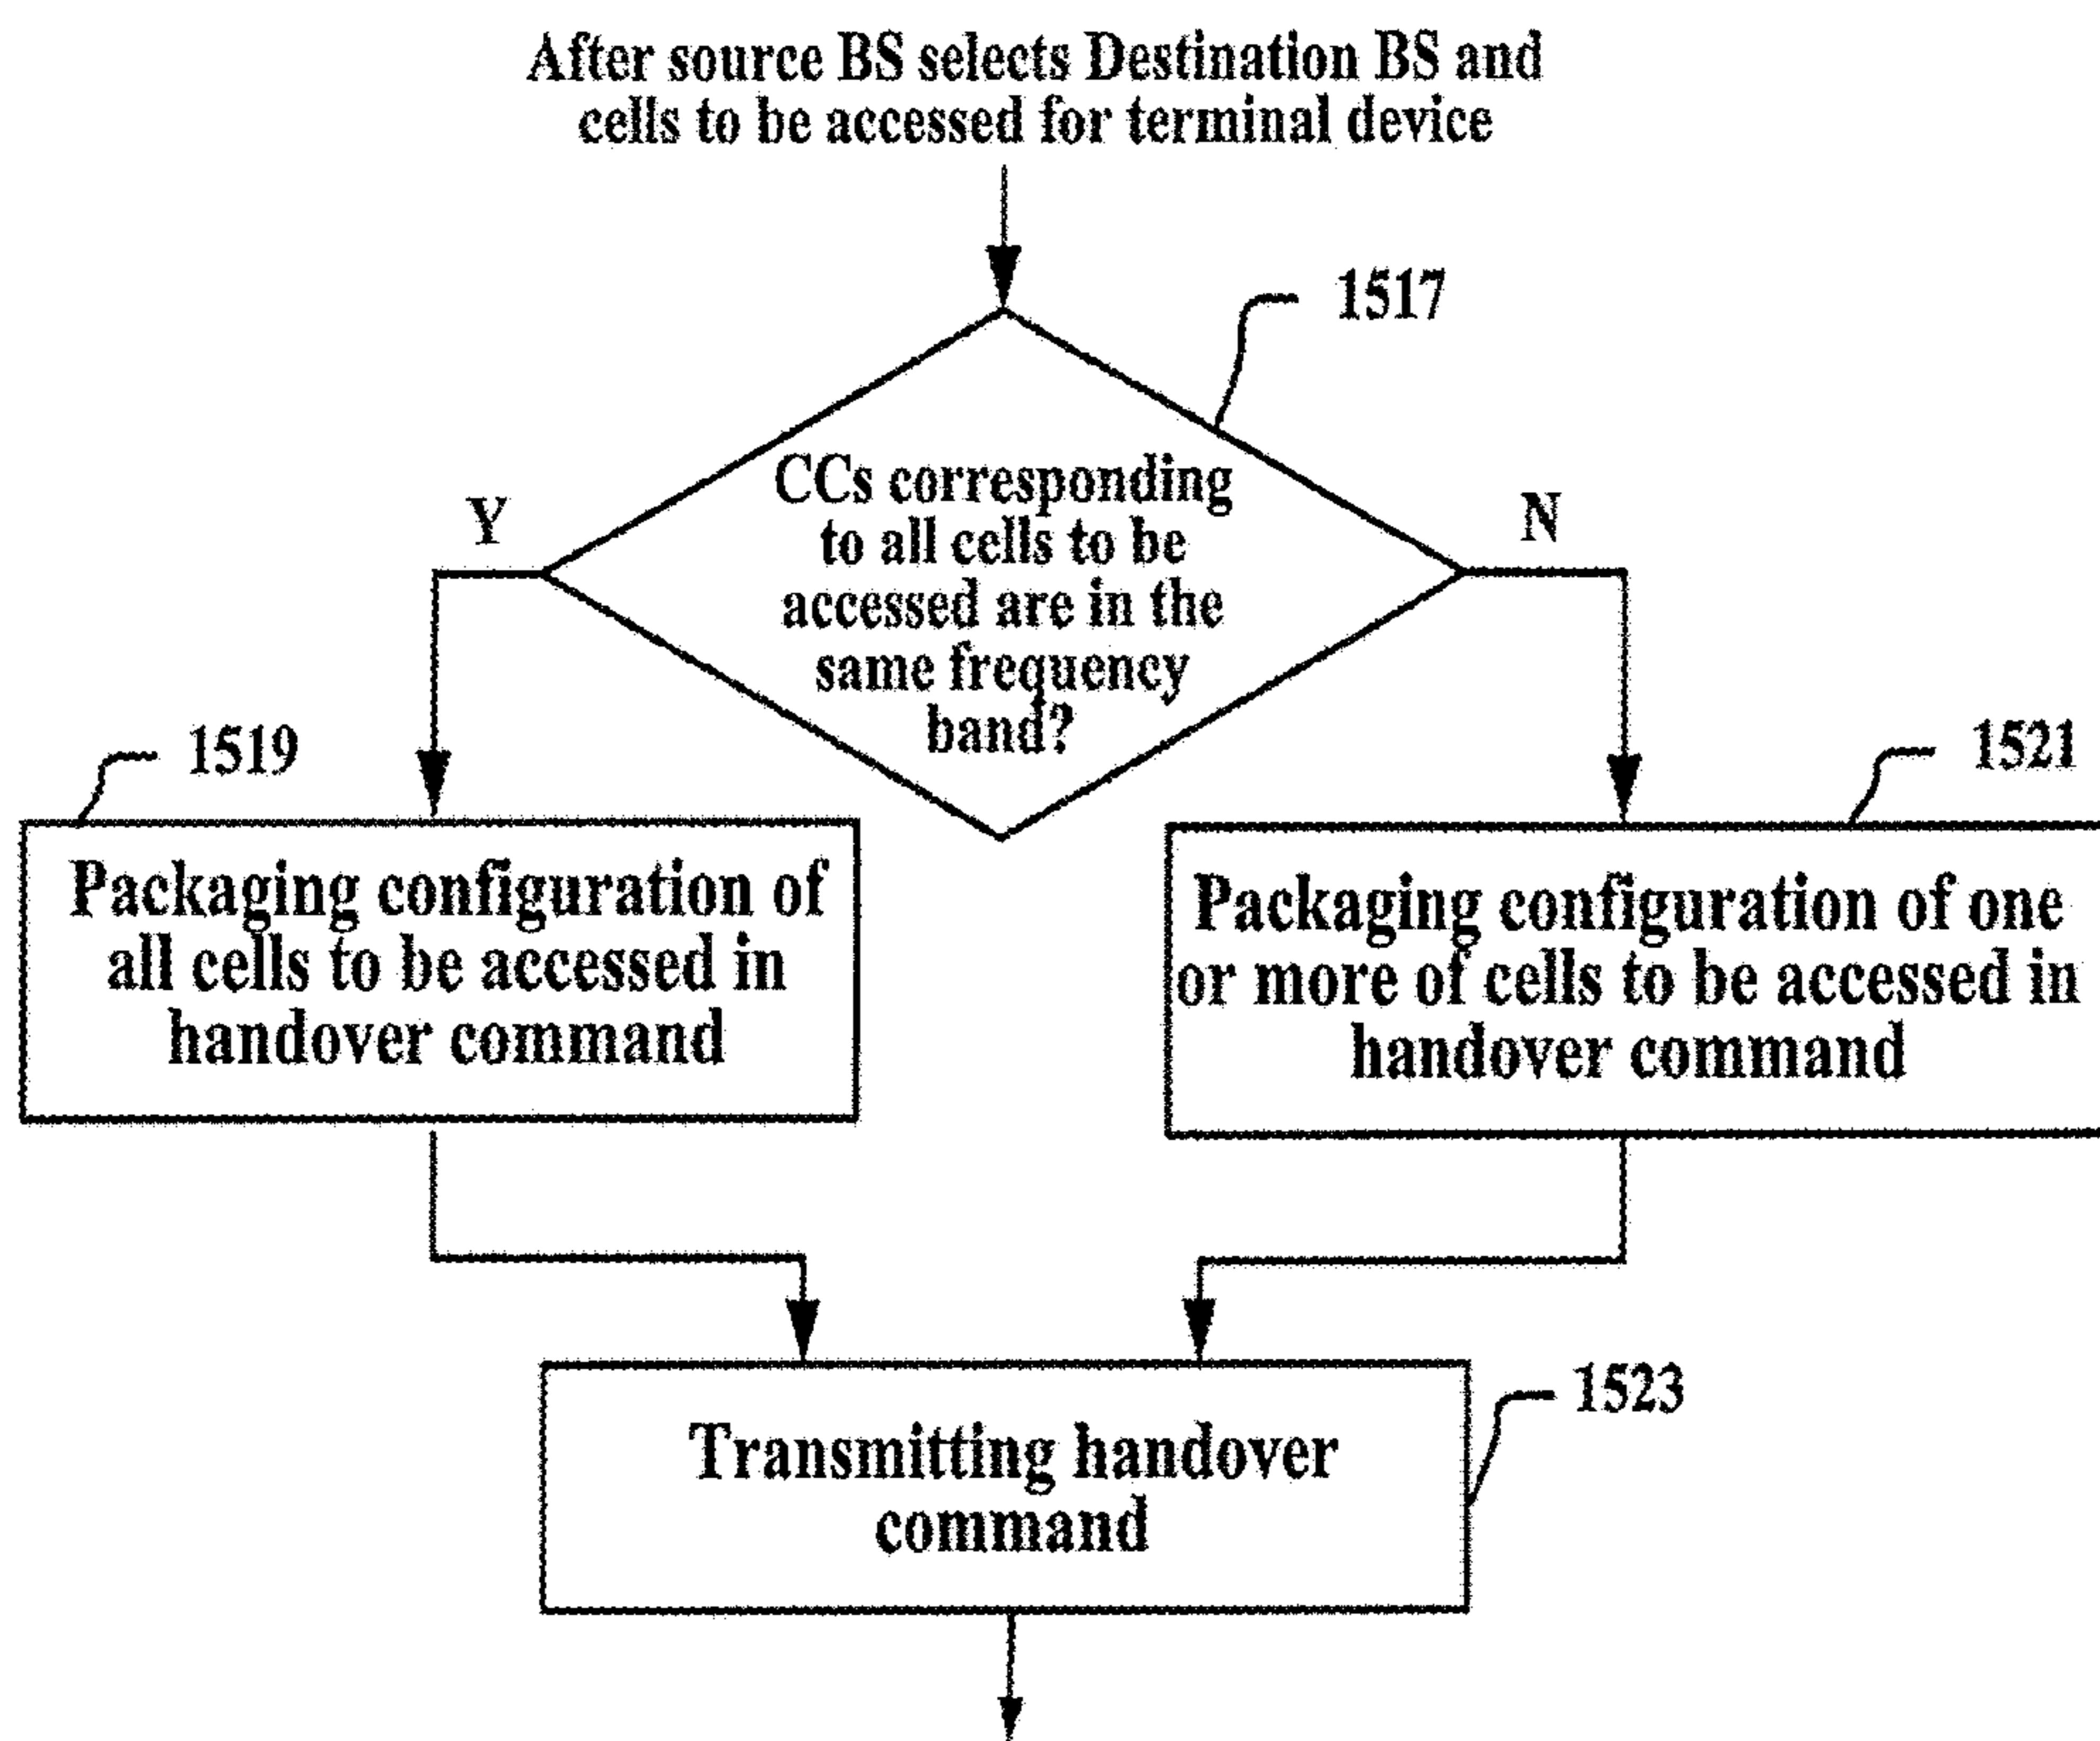 After source BS selects Destination BS and
cells to be accessed for terminal device
1517
CCs corresponding
to all cells to be
accessed are in the
same frequency
band?
Y
N
1519
1521
Packaging configuration of
all cells to be accessed in
handover command
Packaging configuration of one
or more of cells to be accessed in
handover command
1523
Transmitting handover
command